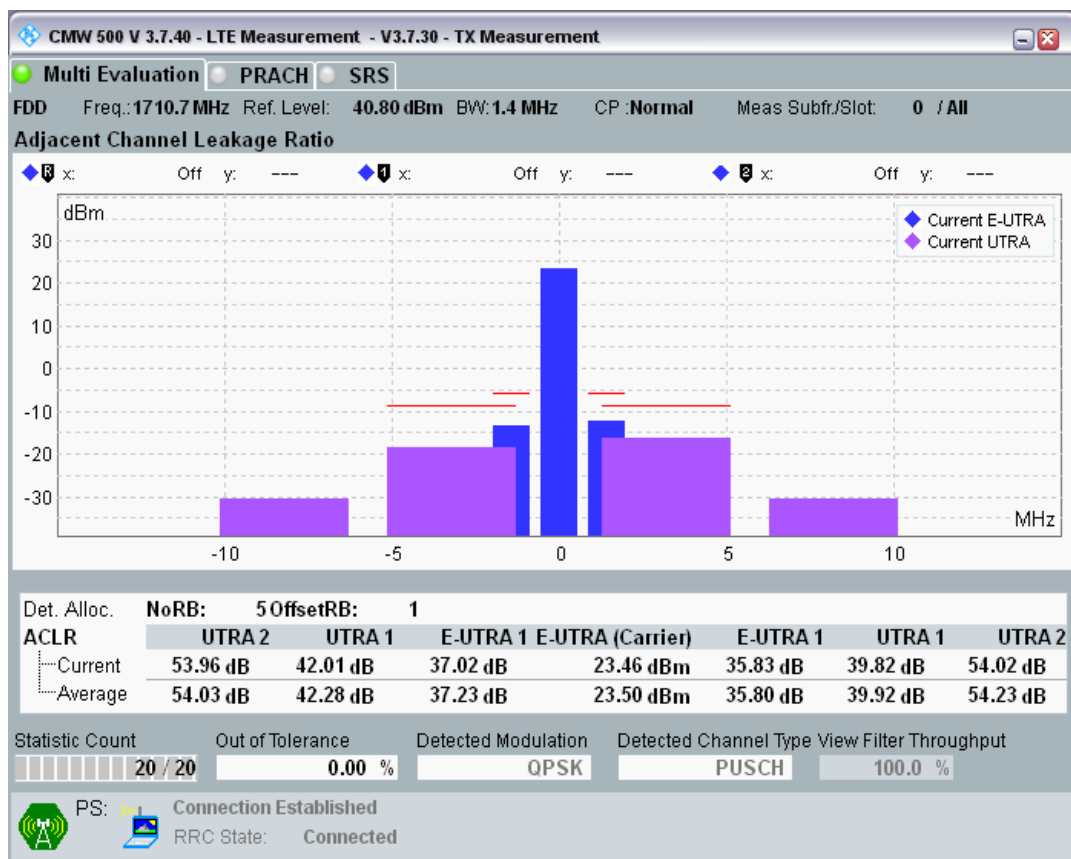 CMW 500 V 3.7.40 - LTE Measurement - V3.7.30 - TX Measurement
Multi Evaluation PRACH SRS
FDD Freq.:1710.7 MHz Ref. Level: 40.80 dBm BW:1.4 MHz CP :Normal Meas Subfr./Slot: 0 / All
Adjacent Channel Leakage Ratio
R x: Off y: --- 1 x: Off y: --- 2 x: Off y: ---
dBm
Current E-UTRA
Current UTRA
30
20
10
0
-10
-20
-30
MHz
-10 -5 0 5 10
Det. Alloc. NoRB: 5 OffsetRB: 1
ACLR UTRA 2 UTRA 1 E-UTRA 1 E-UTRA (Carrier) E-UTRA 1 UTRA 1 UTRA 2
Current 53.96 dB 42.01 dB 37.02 dB 23.46 dBm 35.83 dB 39.82 dB 54.02 dB
Average 54.03 dB 42.28 dB 37.23 dB 23.50 dBm 35.80 dB 39.92 dB 54.23 dB
Statistic Count Out of Tolerance Detected Modulation Detected Channel Type View Filter Throughput
20 / 20 0.00 % QPSK PUSCH 100.0 %
PS: Connection Established
RRC State: Connected